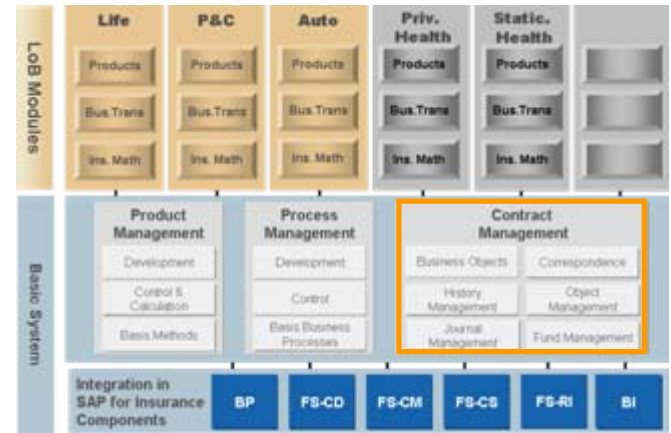 Life
P&C
Auto
Priv.
Health
Static.
Health
LoB Modules
Products
Products
Products
Products
Products
Bus.Trans
Bus.Trans
Bus.Trans
Bus.Trans
Bus.Trans
Ins. Math
Ins. Math
Ins. Math
Ins. Math
Ins. Math
Basic System
Product
Management
Development
Control &
Calculation
Basis Methods
Process
Management
Development
Control
Basis Business
Processes
Contract
Management
Business Objects
Correspondence
History
Management
Object
Management
Journal
Management
Fund Management
Integration in
SAP for Insurance
Components
BP
FS-CD
FS-CM
FS-CS
FS-RI
BI